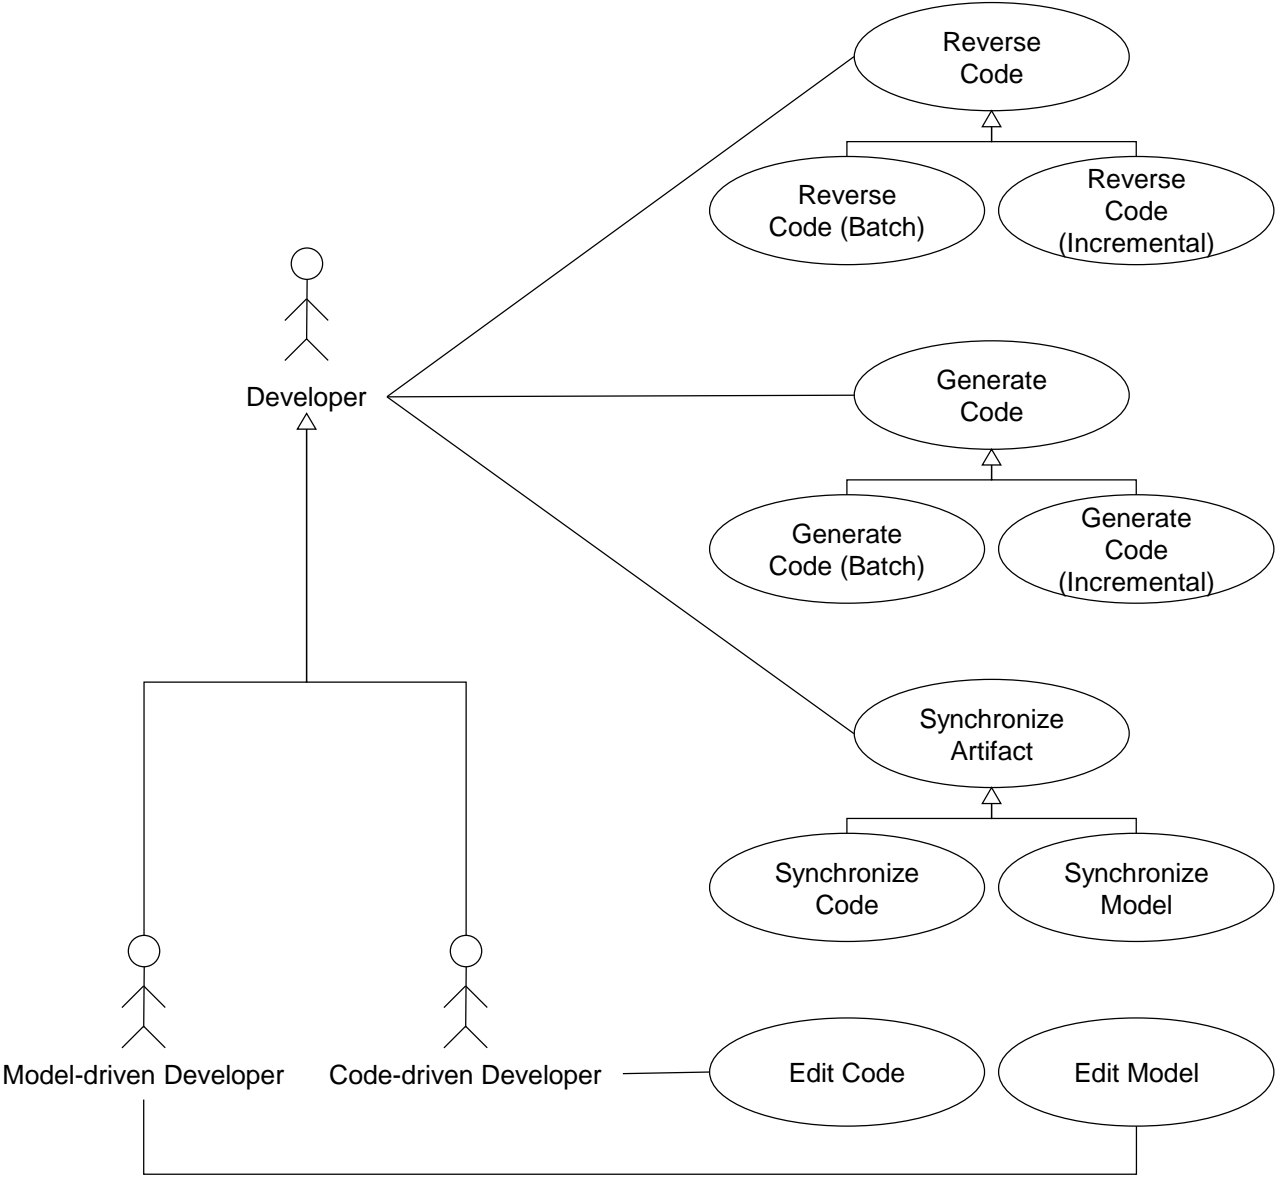 Reverse
Code
Reverse
Code (Batch)
Reverse
Code
(Incremental)
Developer
Generate
Code
Generate
Code (Batch)
Generate
Code
(Incremental)
Synchronize
Artifact
Synchronize
Code
Synchronize
Model
Model-driven Developer
Code-driven Developer
Edit Code
Edit Model